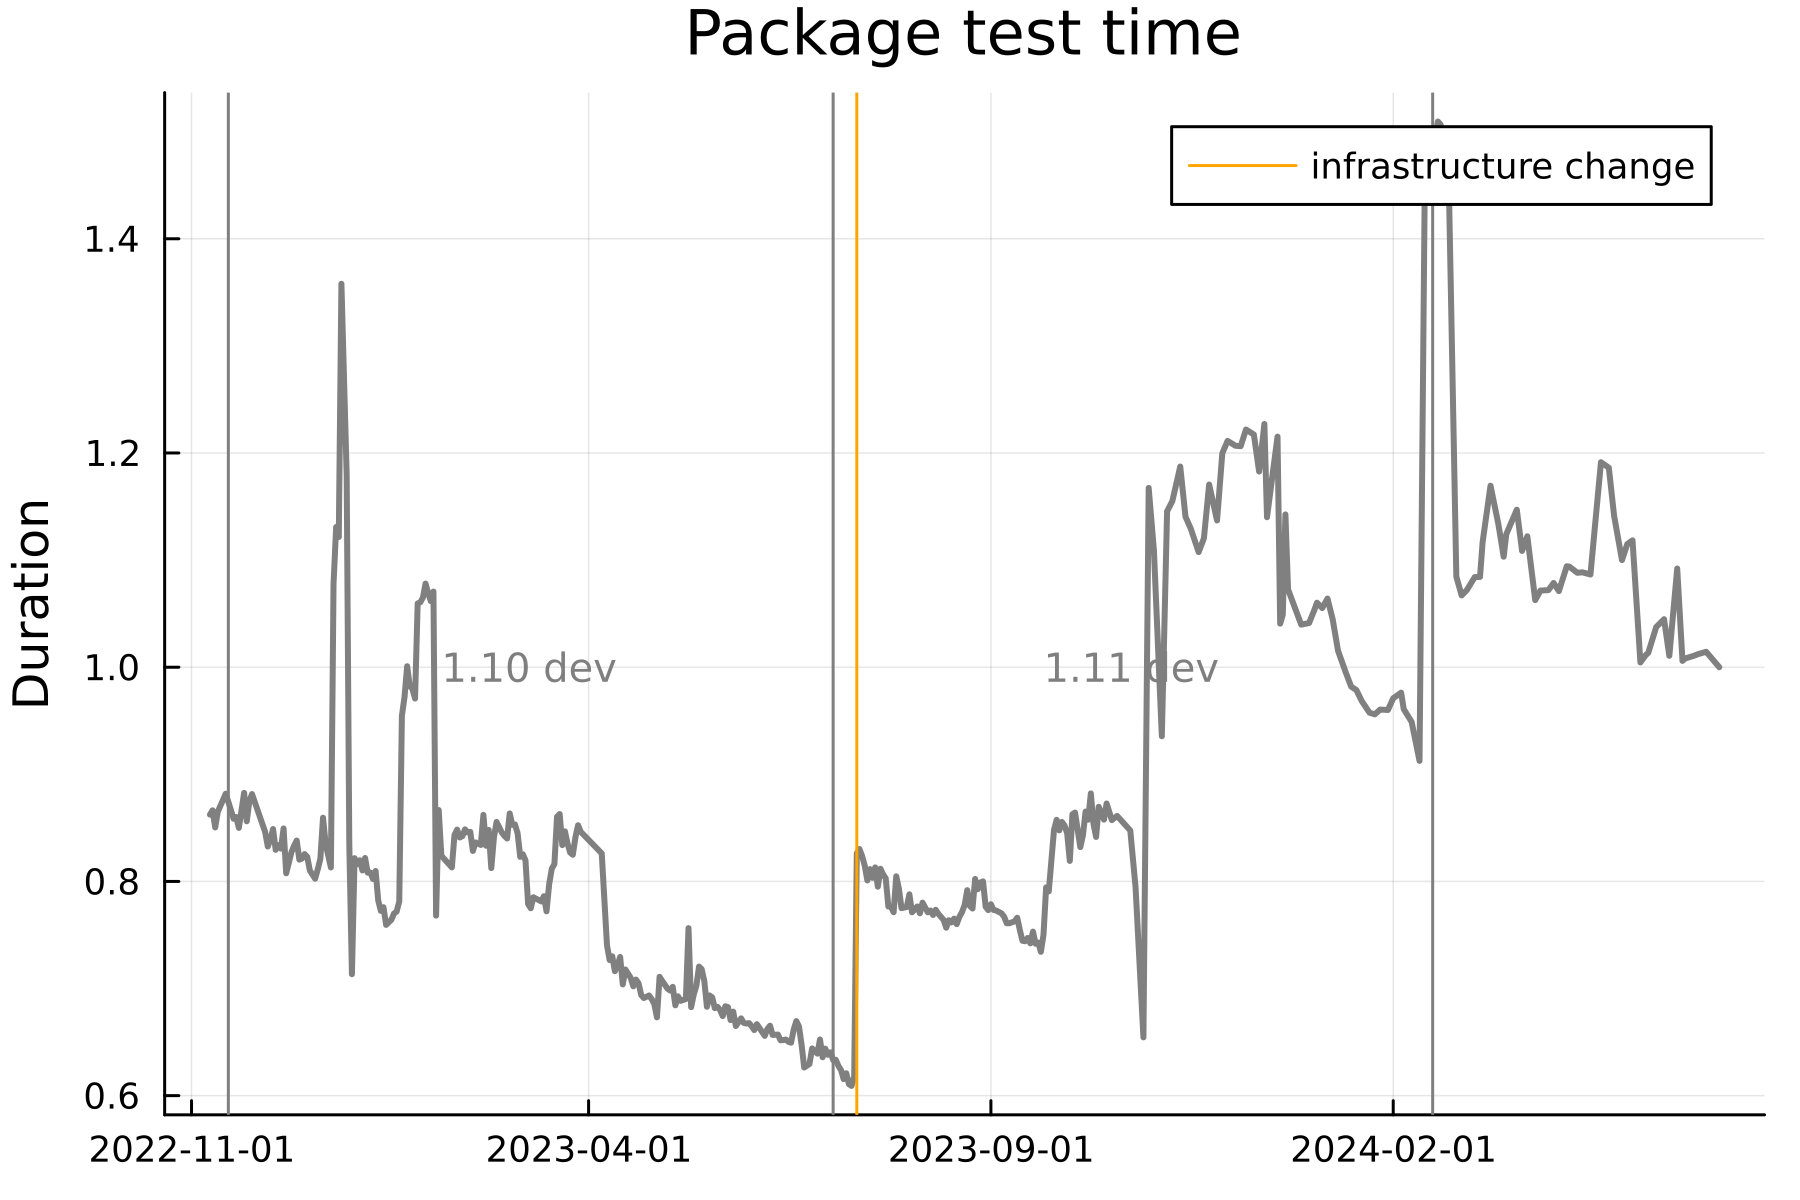 Package test time
infrastructure change
Duration
1.4
1.2
1.0
0.8
0.6
1.10 dev
1.11 dev
2022-11-01
2023-04-01
2023-09-01
2024-02-01